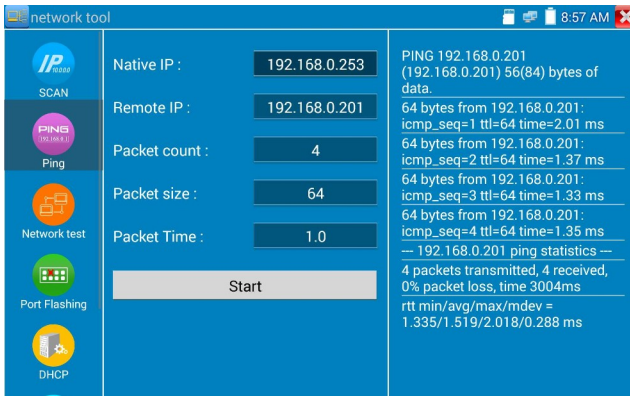 network tool
8:57 AM
IP
10000
SCAN
PING
192.168.0.1
Ping
Network test
Port Flashing
DHCP
Native IP :
192.168.0.253
Remote IP :
192.168.0.201
Packet count :
4
Packet size :
64
Packet Time :
1.0
Start
PING 192.168.0.201
(192.168.0.201) 56(84) bytes of
data.
64 bytes from 192.168.0.201:
icmp_seq=1 ttl=64 time=2.01 ms
64 bytes from 192.168.0.201:
icmp_seq=2 ttl=64 time=1.37 ms
64 bytes from 192.168.0.201:
icmp_seq=3 ttl=64 time=1.33 ms
64 bytes from 192.168.0.201:
icmp_seq=4 ttl=64 time=1.35 ms
--- 192.168.0.201 ping statistics ---
4 packets transmitted, 4 received,
0% packet loss, time 3004ms
rtt min/avg/max/mdev =
1.335/1.519/2.018/0.288 ms